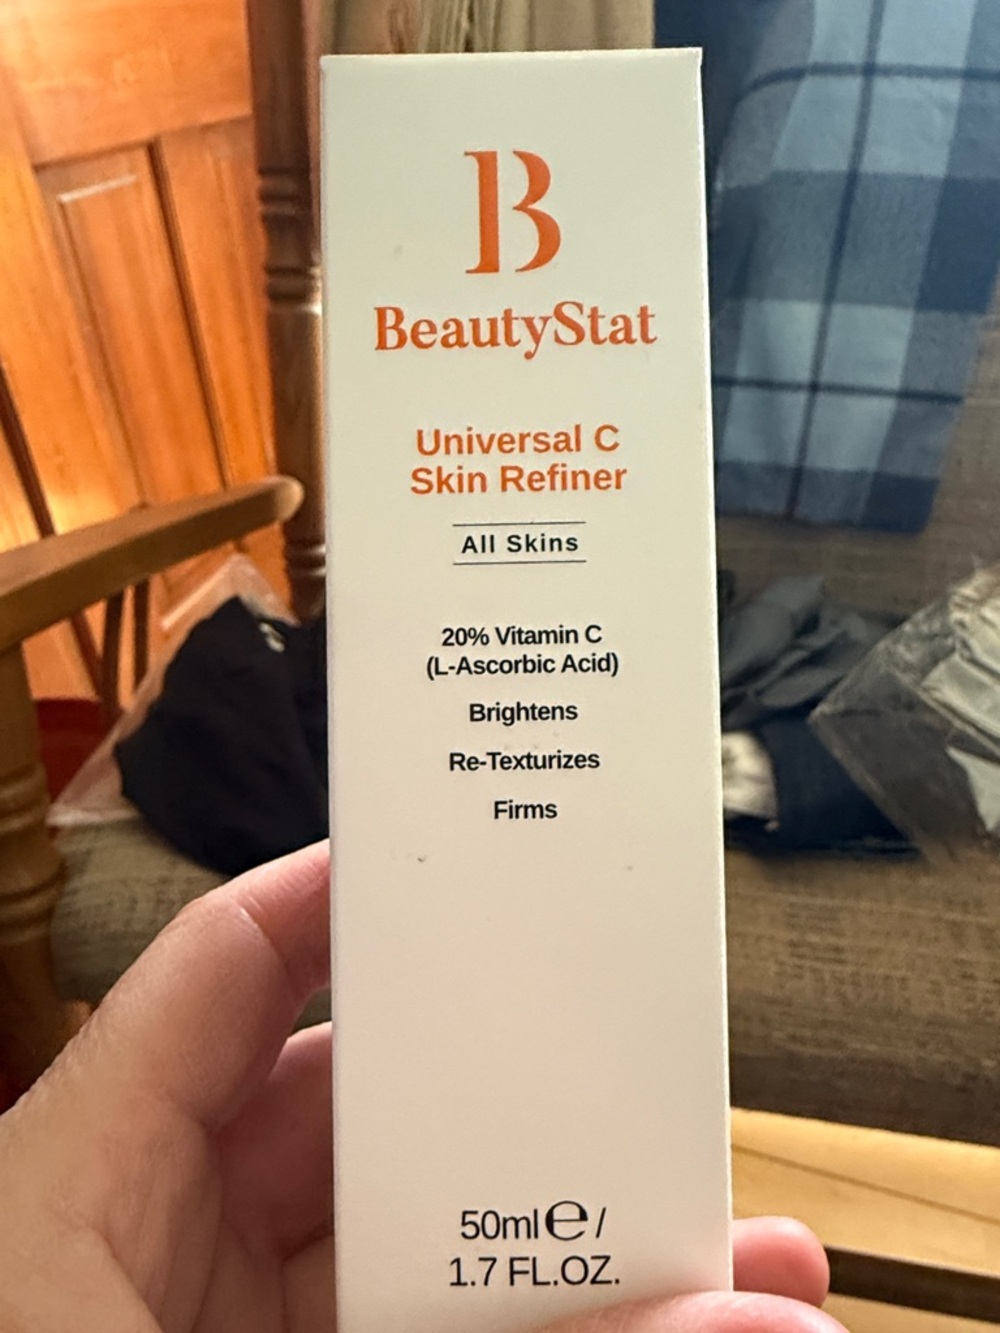 B
BeautyStat
Universal C
Skin Refiner
All Skins
20% Vitamin C
(L-Ascorbic Acid)
Brightens
Re-Texturizes
Firms
50ml℮/
1.7 FL.OZ.